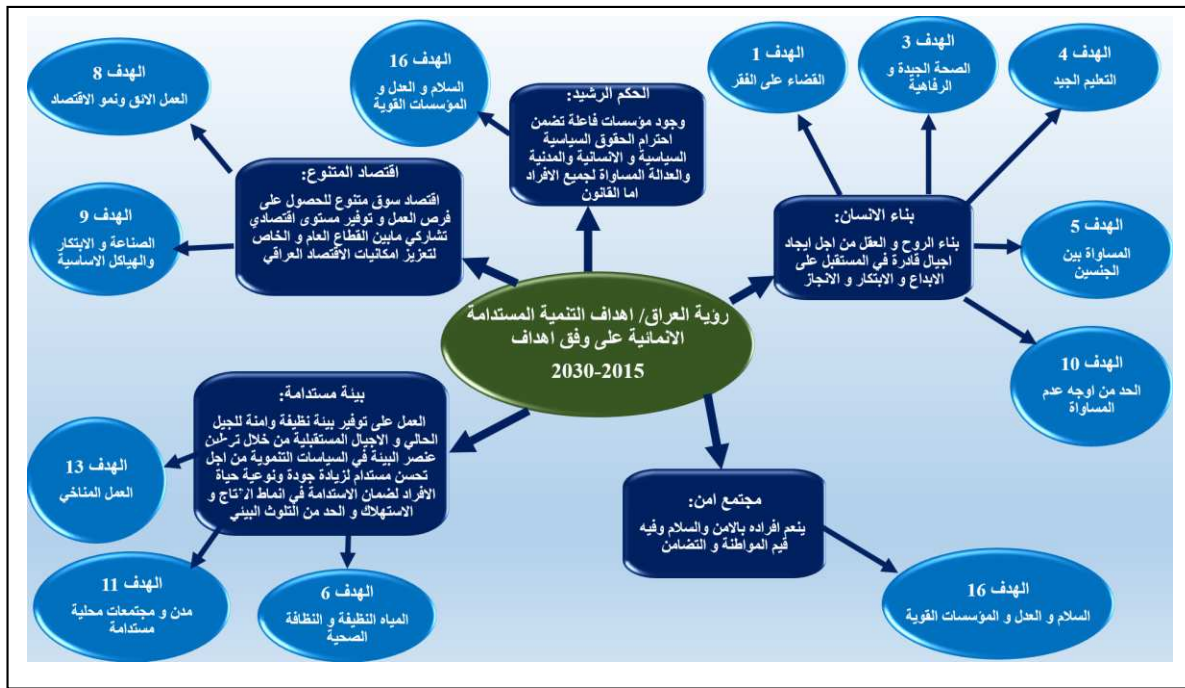 رؤية العراق/ اهداف التنمية المستدامة
الانمائية على وفق اهداف
2030-2015
الحكم الرشيد:
وجود مؤسسات فاعلة تضمن
احترام الحقوق السياسية
السياسية و الانسانية والمدنية
والعدالة المساواة لجميع الافراد
اما القانون
الهدف 16
السلام و العدل و
المؤسسات القوية
بناء الانسان:
بناء الروح و العقل من اجل ايجاد
اجيال قادرة في المستقبل على
الابداع و الابتكار و الانجاز
الهدف 1
القضاء على الفقر
الهدف 3
الصحة الجيدة و
الرفاهية
الهدف 4
التعليم الجيد
الهدف 5
المساواة بين
الجنسين
الهدف 10
الحد من اوجه عدم
المساواة
مجتمع امن:
ينعم افراده بالامن والسلام وفيه
قيم المواطنة و التضامن
الهدف 16
السلام و العدل و المؤسسات القوية
اقتصاد المتنوع:
اقتصاد سوق متنوع للحصول على
فرص العمل و توفير مستوى اقتصادي
تشاركي مابين القطاع العام و الخاص
لتعزيز امكانيات الاقتصاد العراقي
الهدف 8
العمل الائق ونمو الاقتصاد
الهدف 9
الصناعة و الابتكار
والهياكل الاساسية
بيئة مستدامة:
العمل على توفير بيئة نظيفة وامنة للجيل
الحالي و الاجيال المستقبلية من خلال
عنصر البيئة في السياسات التنموية من اجل
تحسن مستدام لزيادة جودة ونوعية حياة
الافراد لضمان الاستدامة في انماط و
الاستهلاك و الحد من التلوث البيئي
الهدف 13
العمل المناخي
الهدف 11
مدن و مجتمعات محلية
مستدامة
الهدف 6
المياه النظيفة و النظافة
الصحية